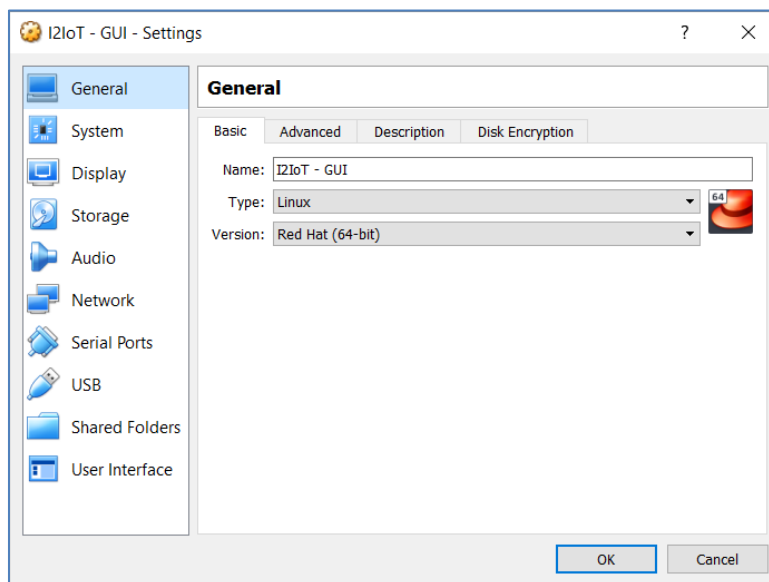 I2IoT - GUI - Settings
?
General
System
Display
Storage
Audio
Network
Serial Ports
USB
Shared Folders
User Interface
General
Basic Advanced Description Disk Encryption
Name: I2IoT - GUI
Type: Linux
64
Version: Red Hat (64-bit)
OK Cancel